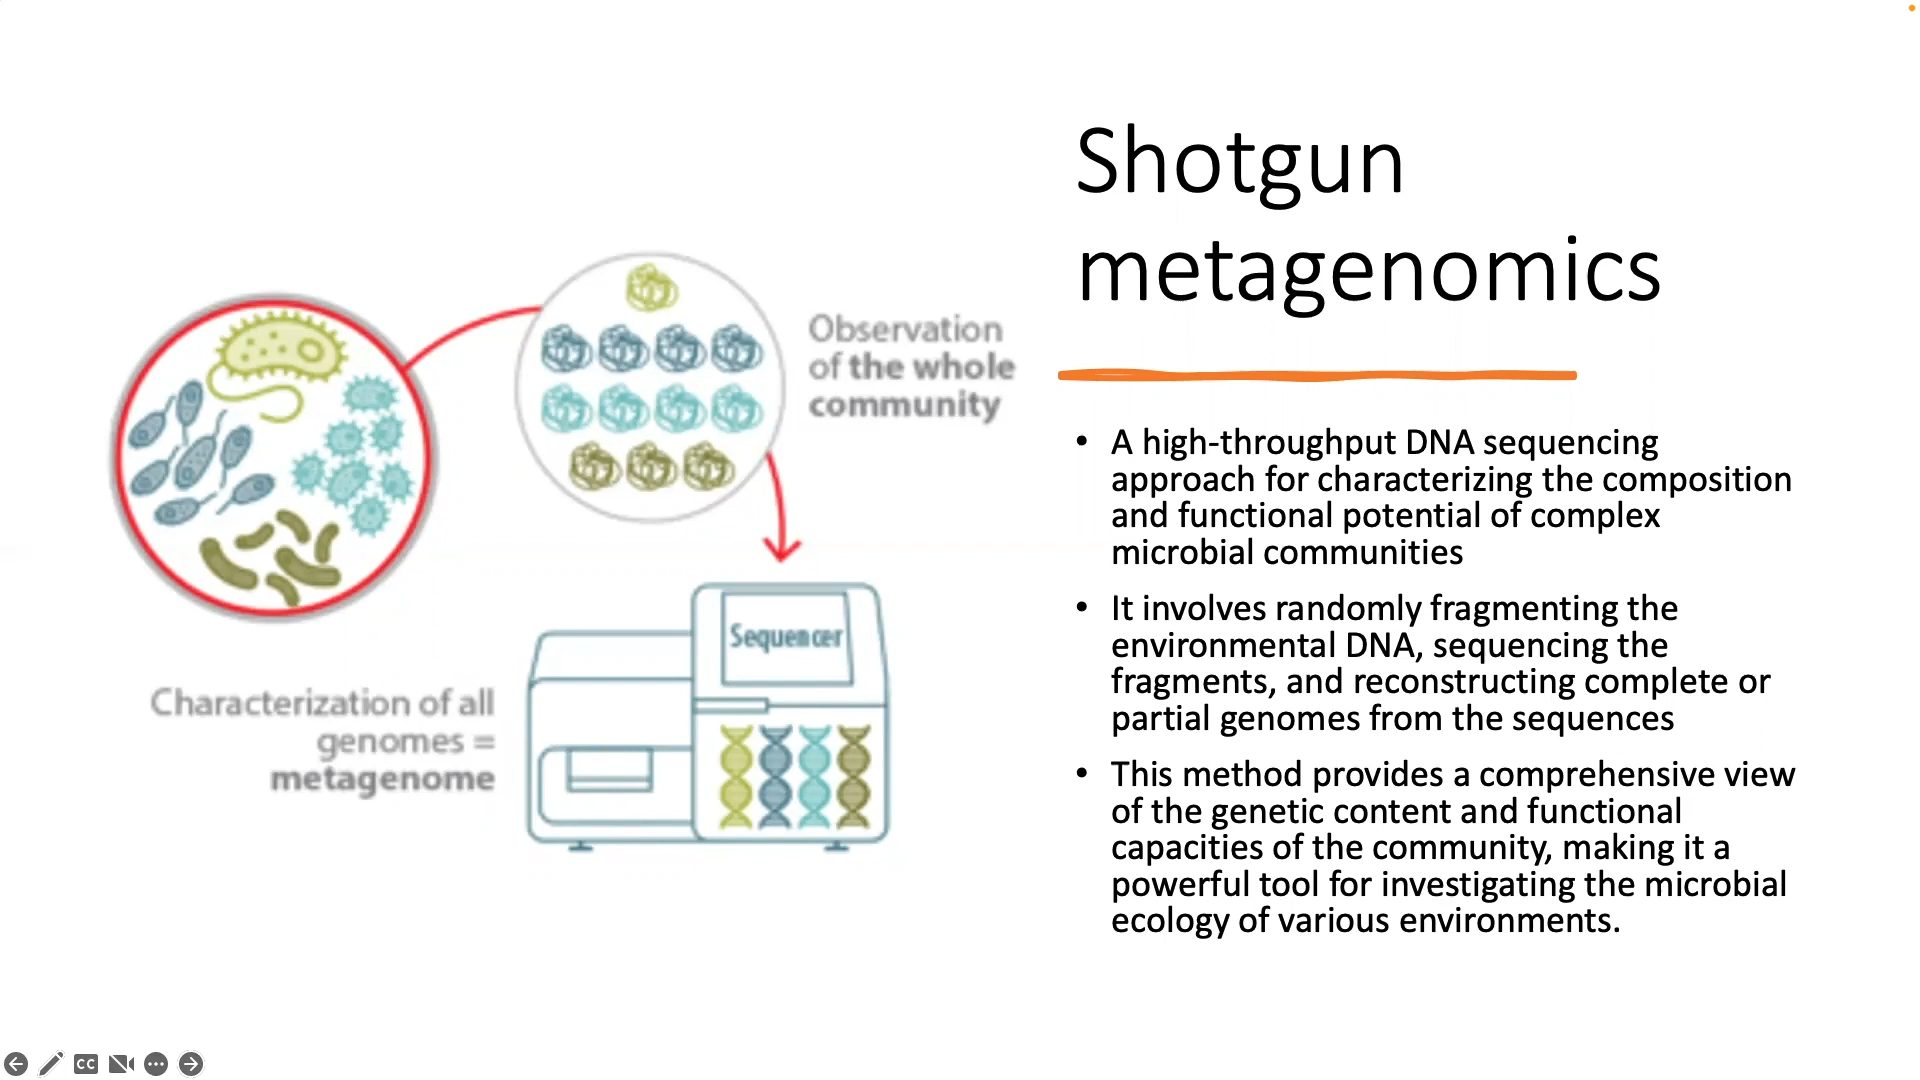 Shotgun
metagenomics
Observation
of the whole
community
Sequencer
Characterization of all
genomes =
metagenome
• A high-throughput DNA sequencing
approach for characterizing the composition
and functional potential of complex
microbial communities
• It involves randomly fragmenting the
environmental DNA, sequencing the
fragments, and reconstructing complete or
partial genomes from the sequences
• This method provides a comprehensive view
of the genetic content and functional
capacities of the community, making it a
powerful tool for investigating the microbial
ecology of various environments.
CC